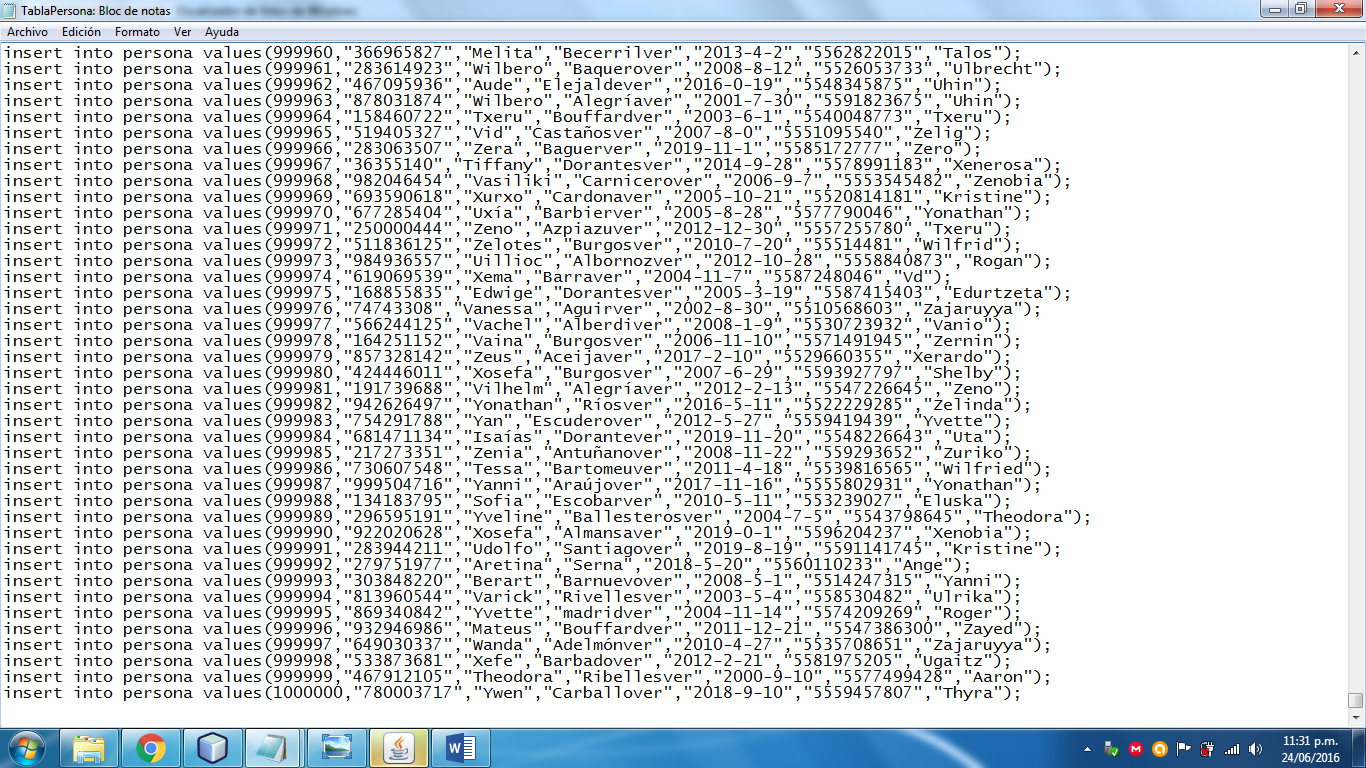 TablaPersona: Bloc de notas
Archivo Edición Formato Ver Ayuda
insert into persona values(999960,"366965827","Melita","Becerrilver","2013-4-2","5562822015","Talos");
insert into persona values(999961,"283614923","Wilbero","Baquerover","2008-8-12","5526053733","Ulbrecht");
insert into persona values(999962,"467095936","Aude","Elejaldever","2016-0-19","5548345875","Uhin");
insert into persona values(999963,"878031874","Wilbero","Alegríaver","2001-7-30","5591823675","Uhin");
insert into persona values(999964,"158460722","Txeru","Bouffardver","2003-6-1","5540048773","Txeru");
insert into persona values(999965,"519405327","Vid","Castañosver","2007-8-0","5551095540","Zelig");
insert into persona values(999966,"283063507","Zera","Baguerver","2019-11-1","5585172777","Zero");
insert into persona values(999967,"36355140","Tiffany","Dorantesver","2014-9-28","5578991183","Xenerosa");
insert into persona values(999968,"982046454","Vasiliki","Carnicerover","2006-9-7","5553545482","Zenobia");
insert into persona values(999969,"693590618","Xurxo","Cardonaver","2005-10-21","5520814181","Kristine");
insert into persona values(999970,"677285404","Uxía","Barbierver","2005-8-28","5577790046","Yonathan");
insert into persona values(999971,"250000444","Zeno","Azpiazuver","2012-12-30","5557255780","Txeru");
insert into persona values(999972,"511836125","Zelotes","Burgosver","2010-7-20","55514481","Wilfrid");
insert into persona values(999973,"984936557","Uillioc","Albornozver","2012-10-28","5558840873","Rogan");
insert into persona values(999974,"619069539","Xema","Barraver","2004-11-7","5587248046","Vd");
insert into persona values(999975,"168855835","Edwige","Dorantesver","2005-3-19","5587415403","Edurtzeta");
insert into persona values(999976,"74743308","Vanessa","Aguirver","2002-8-30","5510568603","Zajaruyya");
insert into persona values(999977,"566244125","Vachel","Alberdiver","2008-1-9","5530723932","Vanio");
insert into persona values(999978,"164251152","Vaina","Burgosver","2006-11-10","5571491945","Zernin");
insert into persona values(999979,"857328142","Zeus","Aceijaver","2017-2-10","5529660355","Xerardo");
insert into persona values(999980,"424446011","Xosefa","Burgosver","2007-6-29","5593927797","Shelby");
insert into persona values(999981,"191739688","Vilhelm","Alegríaver","2012-2-13","5547226645","Zeno");
insert into persona values(999982,"942626497","Yonathan","Ríosver","2016-5-11","5522229285","Zelinda");
insert into persona values(999983,"754291788","Yan","Escuderover","2012-5-27","5559419439","Yvette");
insert into persona values(999984,"681471134","Isaías","Dorantever","2019-11-20","5548226643","Uta");
insert into persona values(999985,"217273351","Zenia","Antuñanover","2008-11-22","559293652","Zuriko");
insert into persona values(999986,"730607548","Tessa","Bartomeuver","2011-4-18","5539816565","Wilfried");
insert into persona values(999987,"999504716","Yanni","Araújover","2017-11-16","5555802931","Yonathan");
insert into persona values(999988,"134183795","Sofia","Escobarver","2010-5-11","553239027","Eluska");
insert into persona values(999989,"296595191","Yveline","Ballesterosver","2004-7-5","5543798645","Theodora");
insert into persona values(999990,"922020628","Xosefa","Almansaver","2019-0-1","5596204237","Xenobia");
insert into persona values(999991,"283944211","Udolfo","Santiagover","2019-8-19","5591141745","Kristine");
insert into persona values(999992,"279751977","Aretina","Serna","2018-5-20","5560110233","Ange");
insert into persona values(999993,"303848220","Berart","Barnuevover","2008-5-1","5514247315","Yanni");
insert into persona values(999994,"813960544","Varick","Rivellesver","2003-5-4","558530482","Ulrika");
insert into persona values(999995,"869340842","Yvette","madridver","2004-11-14","5574209269","Roger");
insert into persona values(999996,"932946986","Mateus","Bouffardver","2011-12-21","5547386300","Zayed");
insert into persona values(999997,"649030337","Wanda","Adelmónver","2010-4-27","5535708651","Zajaruyya");
insert into persona values(999998,"533873681","Xefe","Barbadover","2012-2-21","5581975205","Ugaitz");
insert into persona values(999999,"467912105","Theodora","Ribellesver","2000-9-10","5577499428","Aaron");
insert into persona values(1000000,"780003717","Ywen","Carballover","2018-9-10","5559457807","Thyra");
11:31 p.m.
24/06/2016